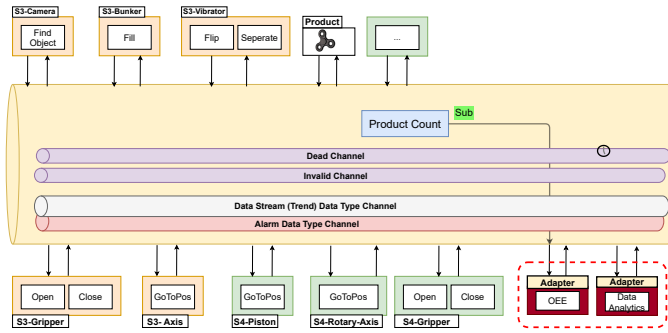 S3-Camera
Find
Object
S3-Bunker
Fill
S3-Vibrator
Flip
Seperate
Product
...
Product Count
Sub
Dead Channel
Invalid Channel
Data Stream (Trend) Data Type Channel
Alarm Data Type Channel
Open
Close
S3-Gripper
GoToPos
S3- Axis
GoToPos
S4-Piston
GoToPos
S4-Rotary-Axis
Open
Close
S4-Gripper
Adapter
OEE
Adapter
Data
Analytics